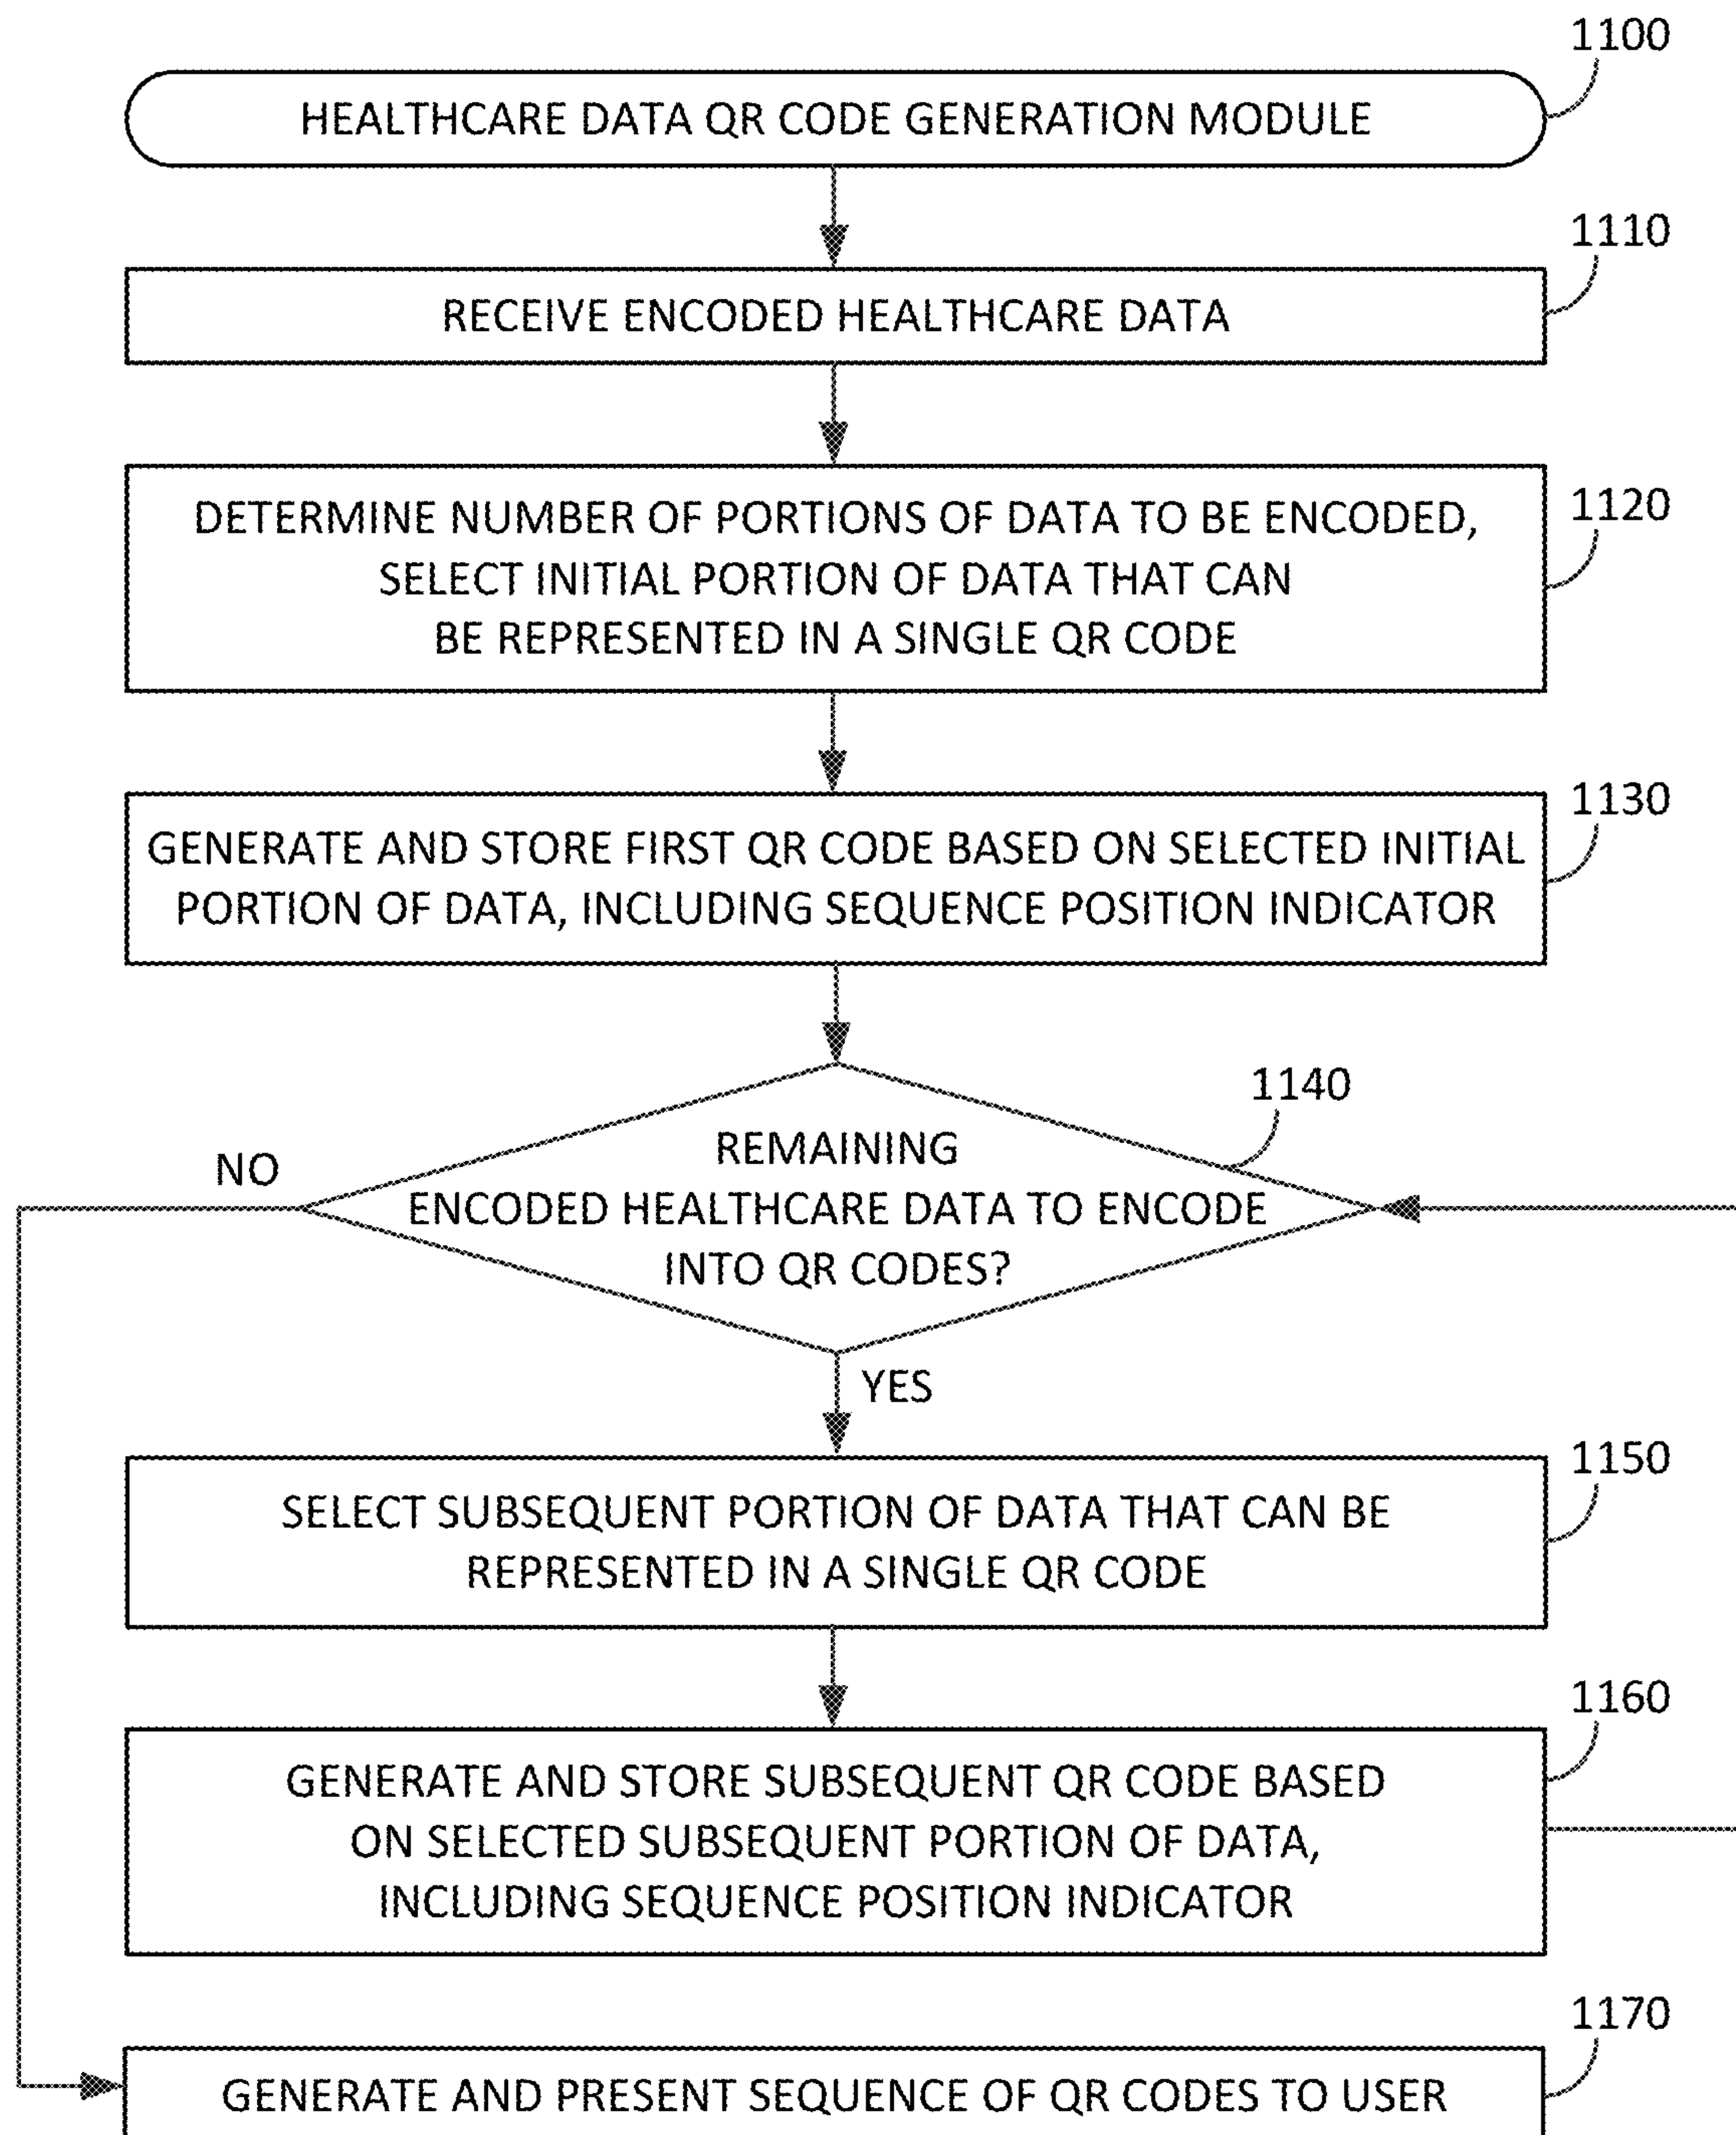 1100
HEALTHCARE DATA QR CODE GENERATION MODULE
1110
RECEIVE ENCODED HEALTHCARE DATA
1120
DETERMINE NUMBER OF PORTIONS OF DATA TO BE ENCODED,
SELECT INITIAL PORTION OF DATA THAT CAN
BE REPRESENTED IN A SINGLE QR CODE
1130
GENERATE AND STORE FIRST QR CODE BASED ON SELECTED INITIAL
PORTION OF DATA, INCLUDING SEQUENCE POSITION INDICATOR
1140
REMAINING
ENCODED HEALTHCARE DATA TO ENCODE
INTO QR CODES?
NO
YES
1150
SELECT SUBSEQUENT PORTION OF DATA THAT CAN BE
REPRESENTED IN A SINGLE QR CODE
1160
GENERATE AND STORE SUBSEQUENT QR CODE BASED
ON SELECTED SUBSEQUENT PORTION OF DATA,
INCLUDING SEQUENCE POSITION INDICATOR
1170
GENERATE AND PRESENT SEQUENCE OF QR CODES TO USER